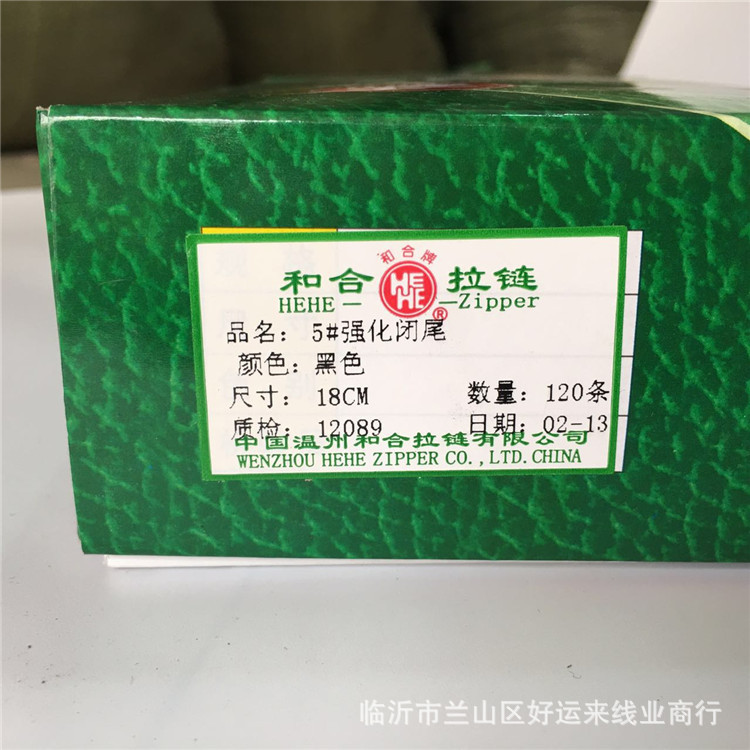 和合牌
和合 HEHE 拉链
HEHE — —Zipper
®
品名: 5#强化闭尾
颜色: 黑色
尺寸: 18CM 数量: 120条
质检: 12089 日期: 02-13
中国温州和合拉链有限公司
WENZHOU HEHE ZIPPER CO.,LTD.CHINA
临沂市兰山区好运来线业商行